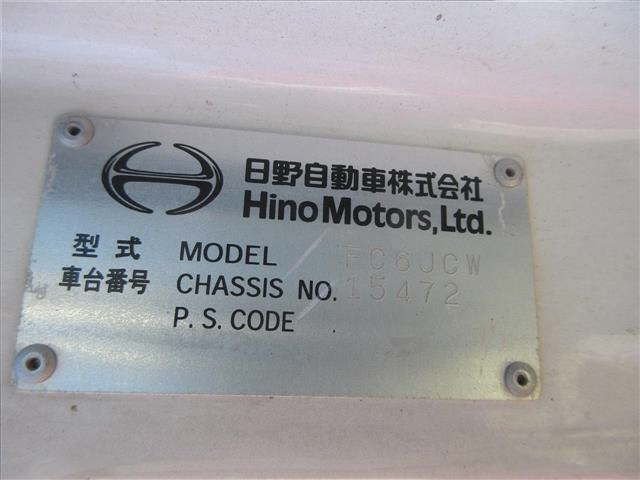 日野自動車株式会社
Hino Motors, Ltd.
型式 MODEL FC6JCW
車台番号 CHASSIS NO. 15472
P.S. CODE